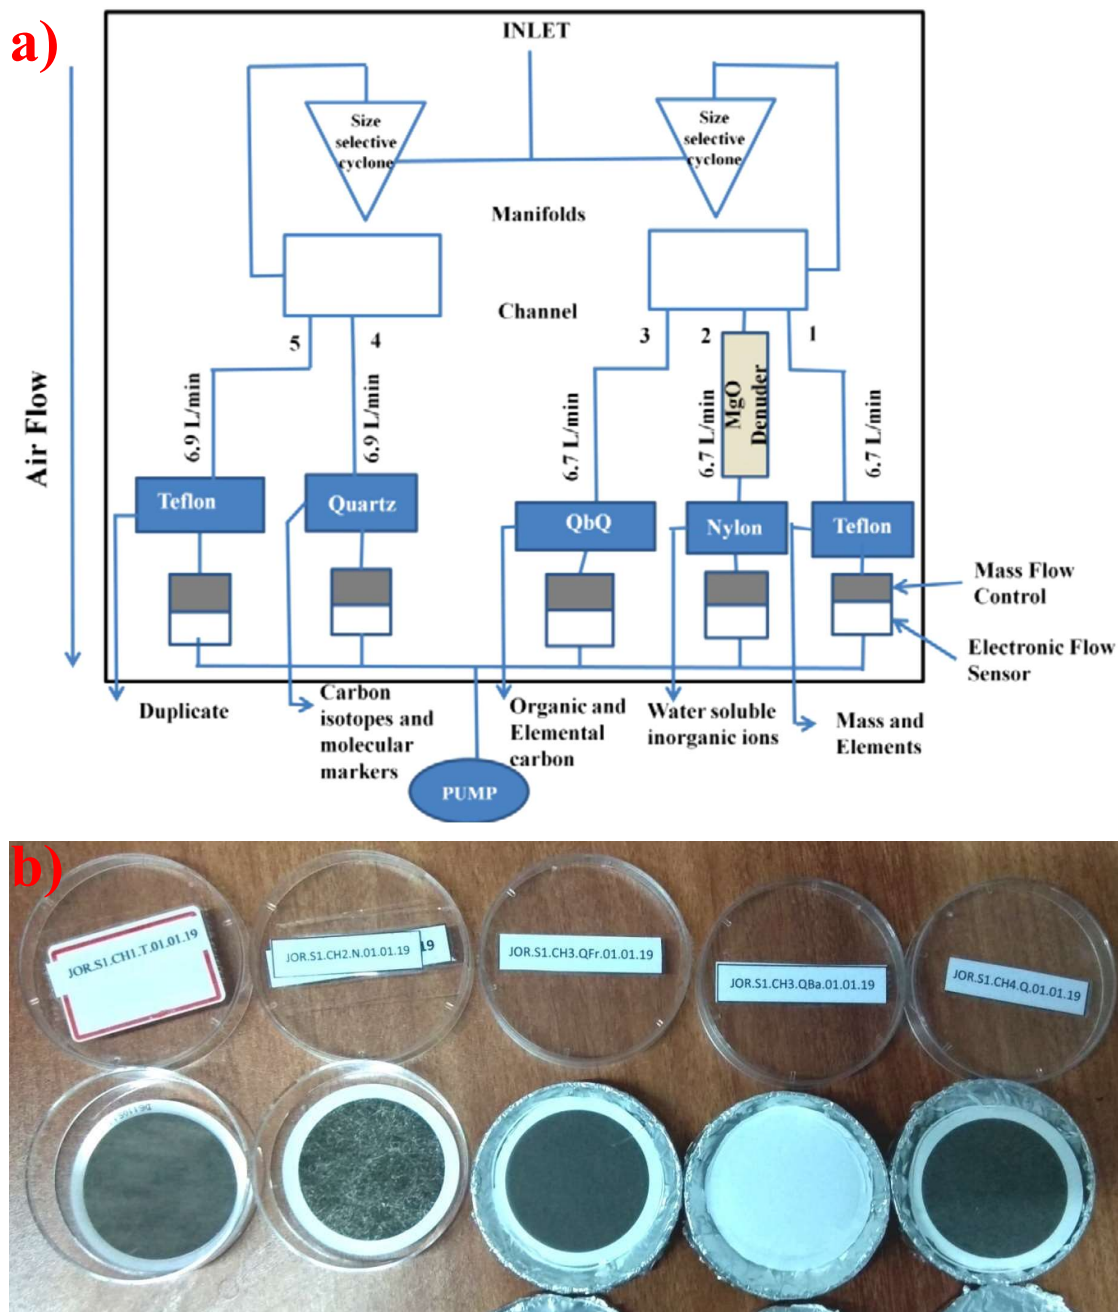 a)
INLET
Size
selective
cyclone
Size
selective
cyclone
Manifolds
Channel
5
4
3
2
1
Air Flow
6.9 L/min
6.9 L/min
6.7 L/min
6.7 L/min
MgO
Denuder
6.7 L/min
Teflon
Quartz
QbQ
Nylon
Teflon
Mass Flow
Control
Electronic Flow
Sensor
Duplicate
Carbon
isotopes and
molecular
markers
Organic and
Elemental
carbon
Water soluble
inorganic ions
Mass and
Elements
PUMP
b)
JOR.S1.CH1.T.01.01.19
JOR.S1.CH2.N.01.01.19
19
JOR.S1.CH3.QFr.01.01.19
JOR.S1.CH3.QBa.01.01.19
JOR.S1.CH4.Q.01.01.19